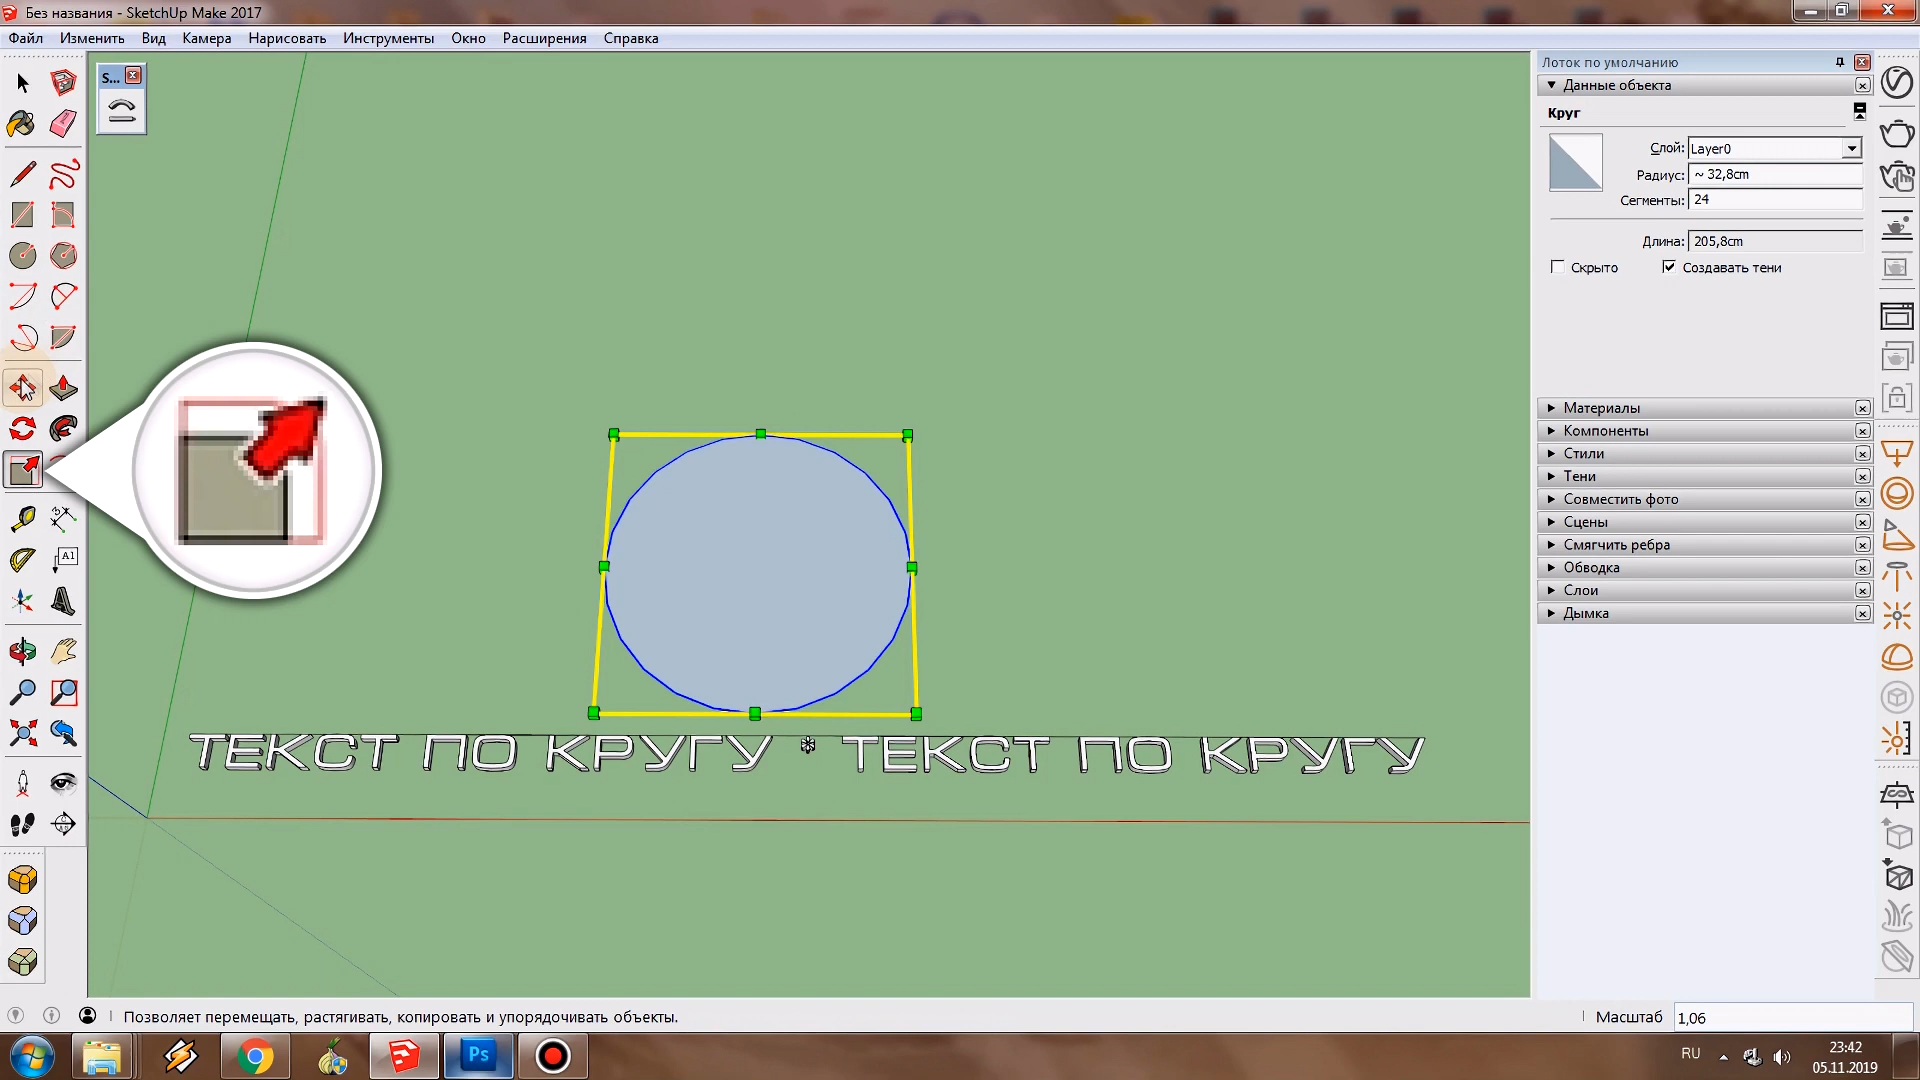 Без названия - SketchUp Make 2017
Файл Изменить Вид Камера Нарисовать Инструменты Окно Расширения Справка
S...
Лоток по умолчанию
Данные объекта
Круг
Слой: Layer0
Радиус: ~ 32,8cm
Сегменты: 24
Длина: 205,8cm
Скрыто Создавать тени
Материалы
Компоненты
Стили
Тени
Совместить фото
Сцены
Смягчить ребра
Обводка
Слои
Дымка
A1
ТЕКСТ ПО КРУГУ * ТЕКСТ ПО КРУГУ
Позволяет перемещать, растягивать, копировать и упорядочивать объекты.
Масштаб 1,06
Ps
RU
23:42
05.11.2019